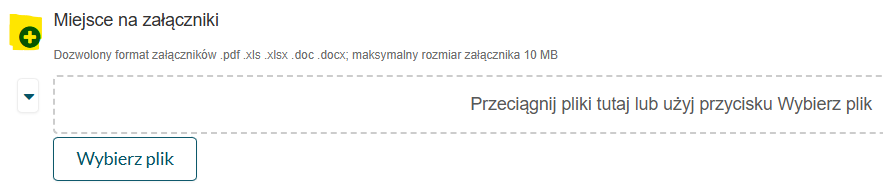 Miejsce na załączniki
Dozwolony format załączników .pdf .xls .xlsx .doc .docx; maksymalny rozmiar załącznika 10 MB
Przeciągnij pliki tutaj lub użyj przycisku Wybierz plik
Wybierz plik